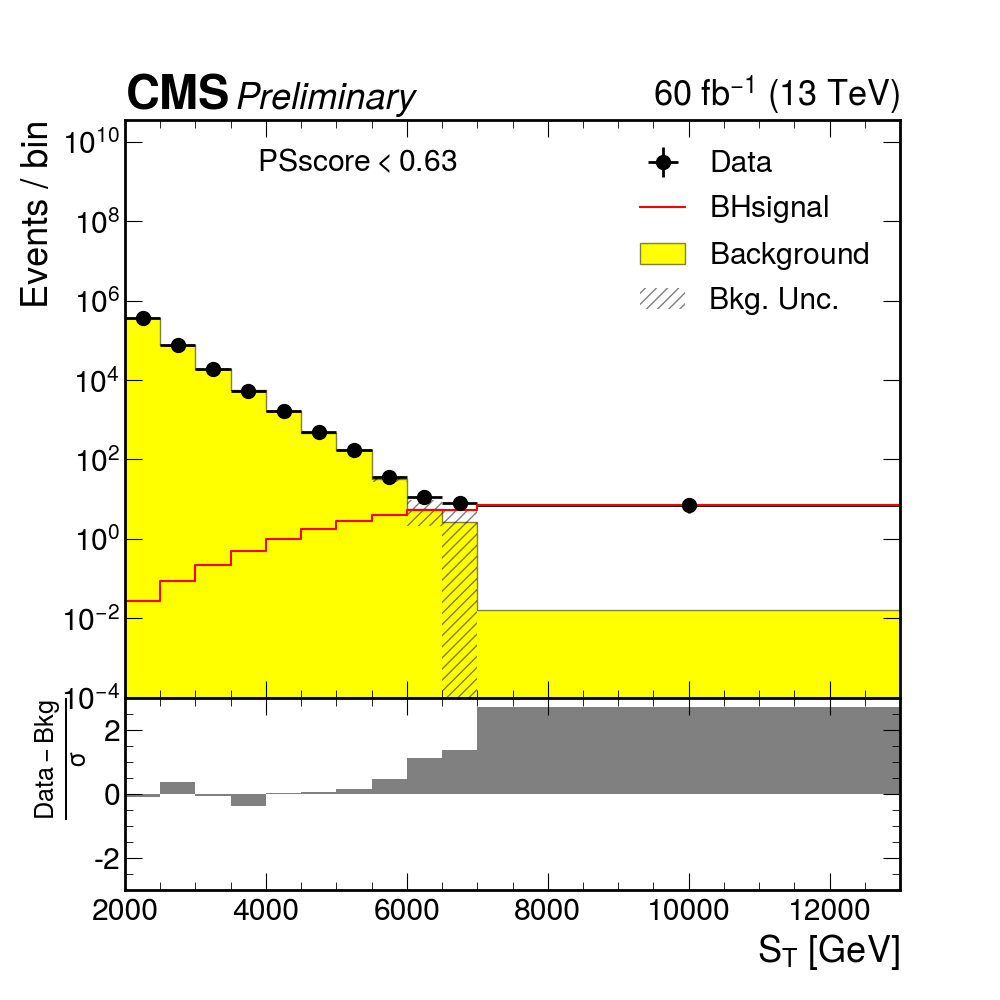 CMS Preliminary 60 fb⁻¹ (13 TeV)
Events / bin
10¹⁰
10⁸
10⁶
10⁴
10²
10⁰
10⁻²
10⁻⁴
PSscore < 0.63
Data
BHsignal
Background
Bkg. Unc.
Data – Bkg
σ
2
0
-2
2000 4000 6000 8000 10000 12000
S_T [GeV]